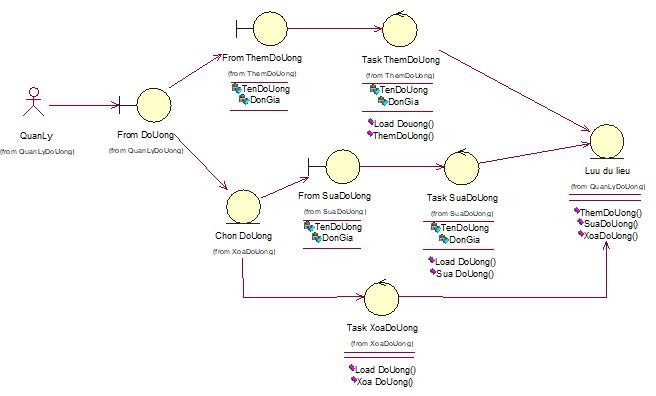 From ThemDoUong
(from ThemDoUong)
TenDoUong
DonGia
Task ThemDoUong
(from ThemDoUong)
TenDoUong
DonGia
Load Douong()
ThemDoUong()
QuanLy
(from QuanLyDoUong)
From DoUong
(from QuanLyDoUong)
Luu du lieu
(from QuanLyDoUong)
ThemDoUong()
SuaDoUong()
XoaDoUong()
From SuaDoUong
(from SuaDoUong)
TenDoUong
DonGia
Task SuaDoUong
(from SuaDoUong)
TenDoUong
DonGia
Load DoUong()
Sua DoUong()
Chon DoUong
(from XoaDoUong)
Task XoaDoUong
(from XoaDoUong)
Load DoUong()
Xoa DoUong()